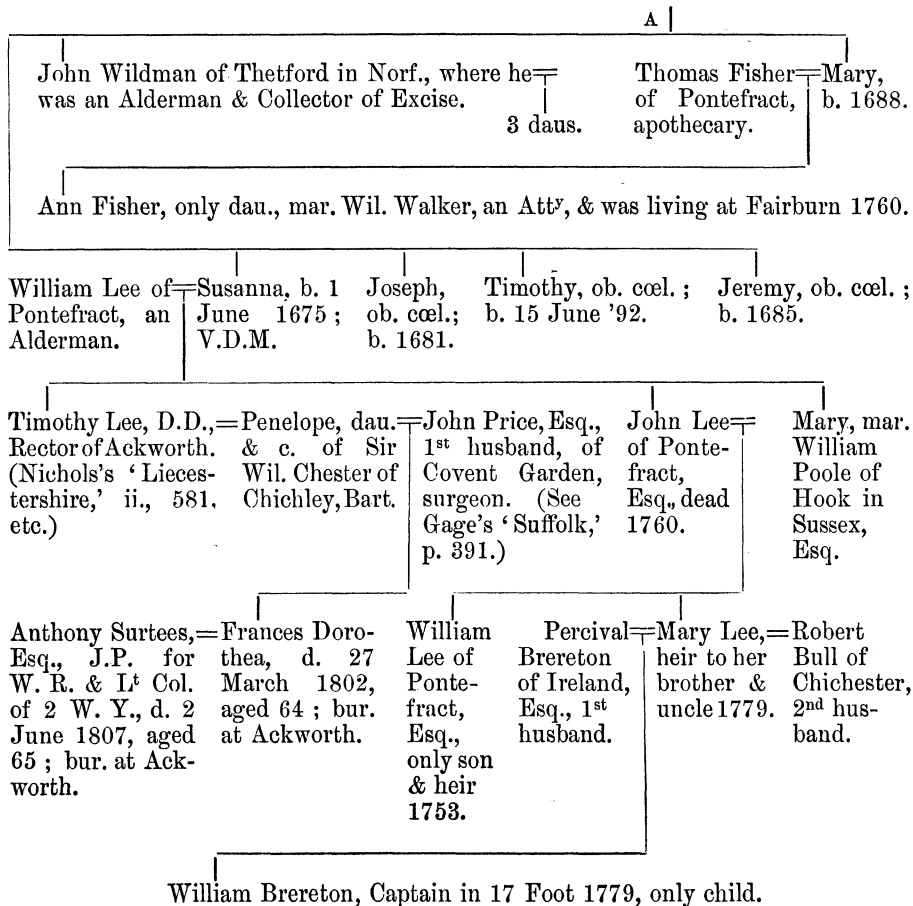 A
John Wildman of Thetford in Norf., where he
was an Alderman & Collector of Excise.
3 daus.
Thomas Fisher
of Pontefract,
apothecary.
Mary,
b. 1688.
Ann Fisher, only dau., mar. Wil. Walker, an Attʸ, & was living at Fairburn 1760.
William Lee of
Pontefract, an
Alderman.
Susanna, b. 1
June 1675 ;
V.D.M.
Joseph,
ob. cœl.;
b. 1681.
Timothy, ob. cœl. ;
b. 15 June '92.
Jeremy, ob. cœl. ;
b. 1685.
Timothy Lee, D.D.,=
Rector of Ackworth.
(Nichols's ‘ Lieces-
tershire,’ ii., 581.
etc.)
Penelope, dau.
& c. of Sir
Wil. Chester of
Chichley, Bart.
John Price, Esq.,
1ˢᵗ husband, of
Covent Garden,
surgeon. (See
Gage's ‘ Suffolk,’
p. 391.)
John Lee
of Ponte-
fract,
Esq., dead
1760.
Mary, mar.
William
Poole of
Hook in
Sussex,
Esq.
Anthony Surtees,=
Esq., J.P. for
W. R. & Lᵗ Col.
of 2 W. Y., d. 2
June 1807, aged
65 ; bur. at Ack-
worth.
Frances Doro-
thea, d. 27
March 1802,
aged 64 ; bur.
at Ackworth.
William
Lee of
Ponte-
fract,
Esq.,
only son
& heir
1753.
Percival
Brereton
of Ireland,
Esq., 1ˢᵗ
husband.
Mary Lee,=
heir to her
brother &
uncle 1779.
Robert
Bull of
Chichester,
2ⁿᵈ hus-
band.
William Brereton, Captain in 17 Foot 1779, only child.